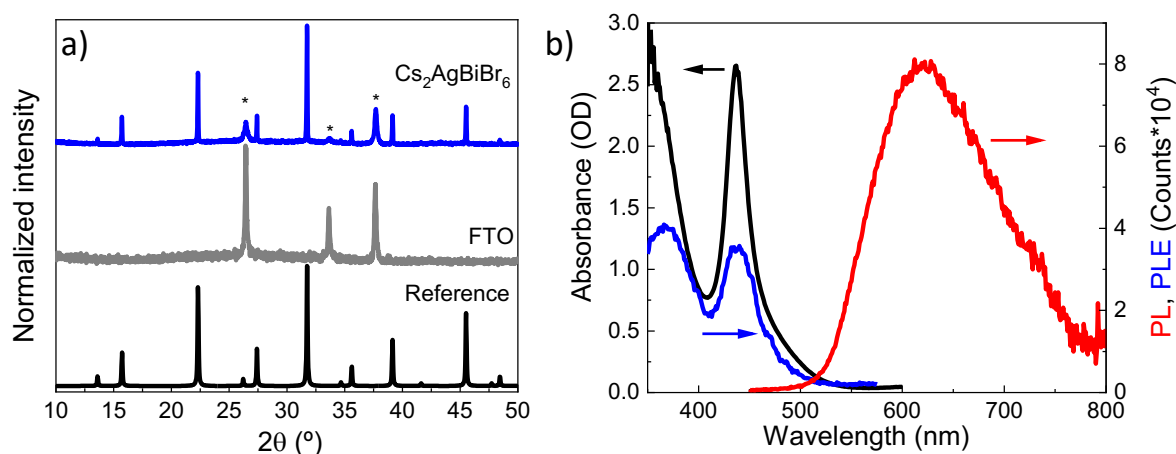 a)
Normalized intensity
Cs₂AgBiBr₆
*
*
*
FTO
Reference
10 15 20 25 30 35 40 45 50
2θ (º)
b)
Absorbance (OD)
3.0
2.5
2.0
1.5
1.0
0.5
0.0
400 500 600 700 800
Wavelength (nm)
8
6
4
2
0
PL, PLE (Counts*10⁴)